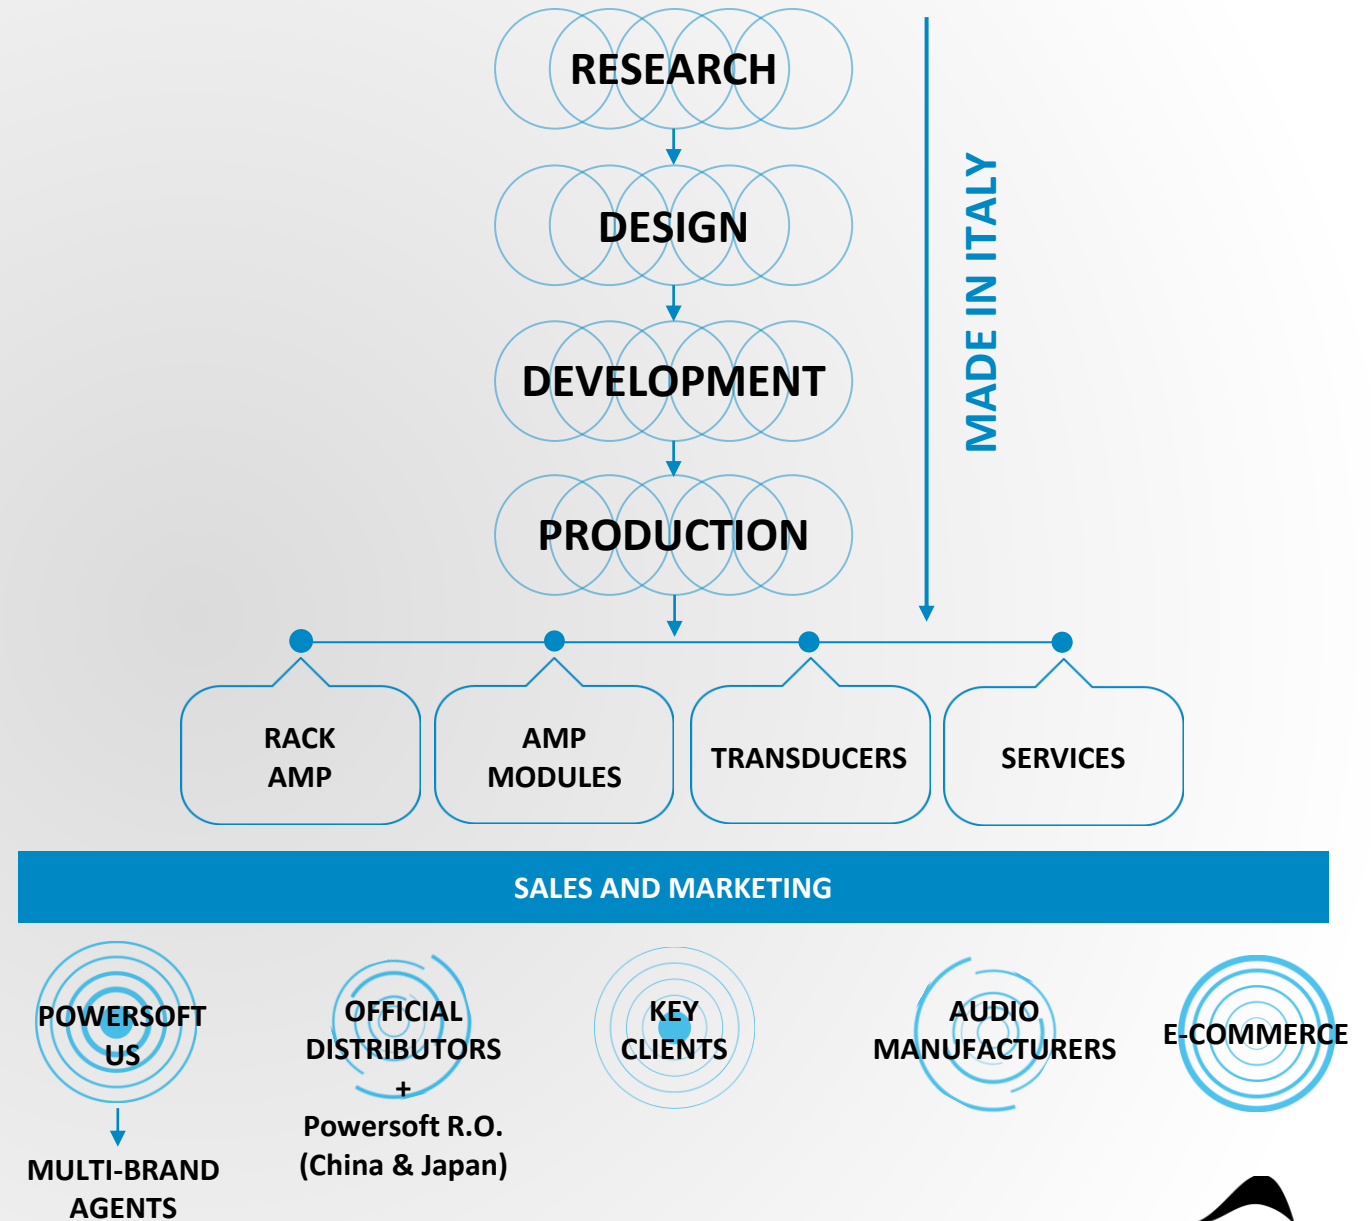 RESEARCH
DESIGN
DEVELOPMENT
PRODUCTION
MADE IN ITALY
RACK
AMP
AMP
MODULES
TRANSDUCERS
SERVICES
SALES AND MARKETING
POWERSOFT
US
MULTI-BRAND
AGENTS
OFFICIAL
DISTRIBUTORS
+
Powersoft R.O.
(China & Japan)
KEY
CLIENTS
AUDIO
MANUFACTURERS
E-COMMERCE